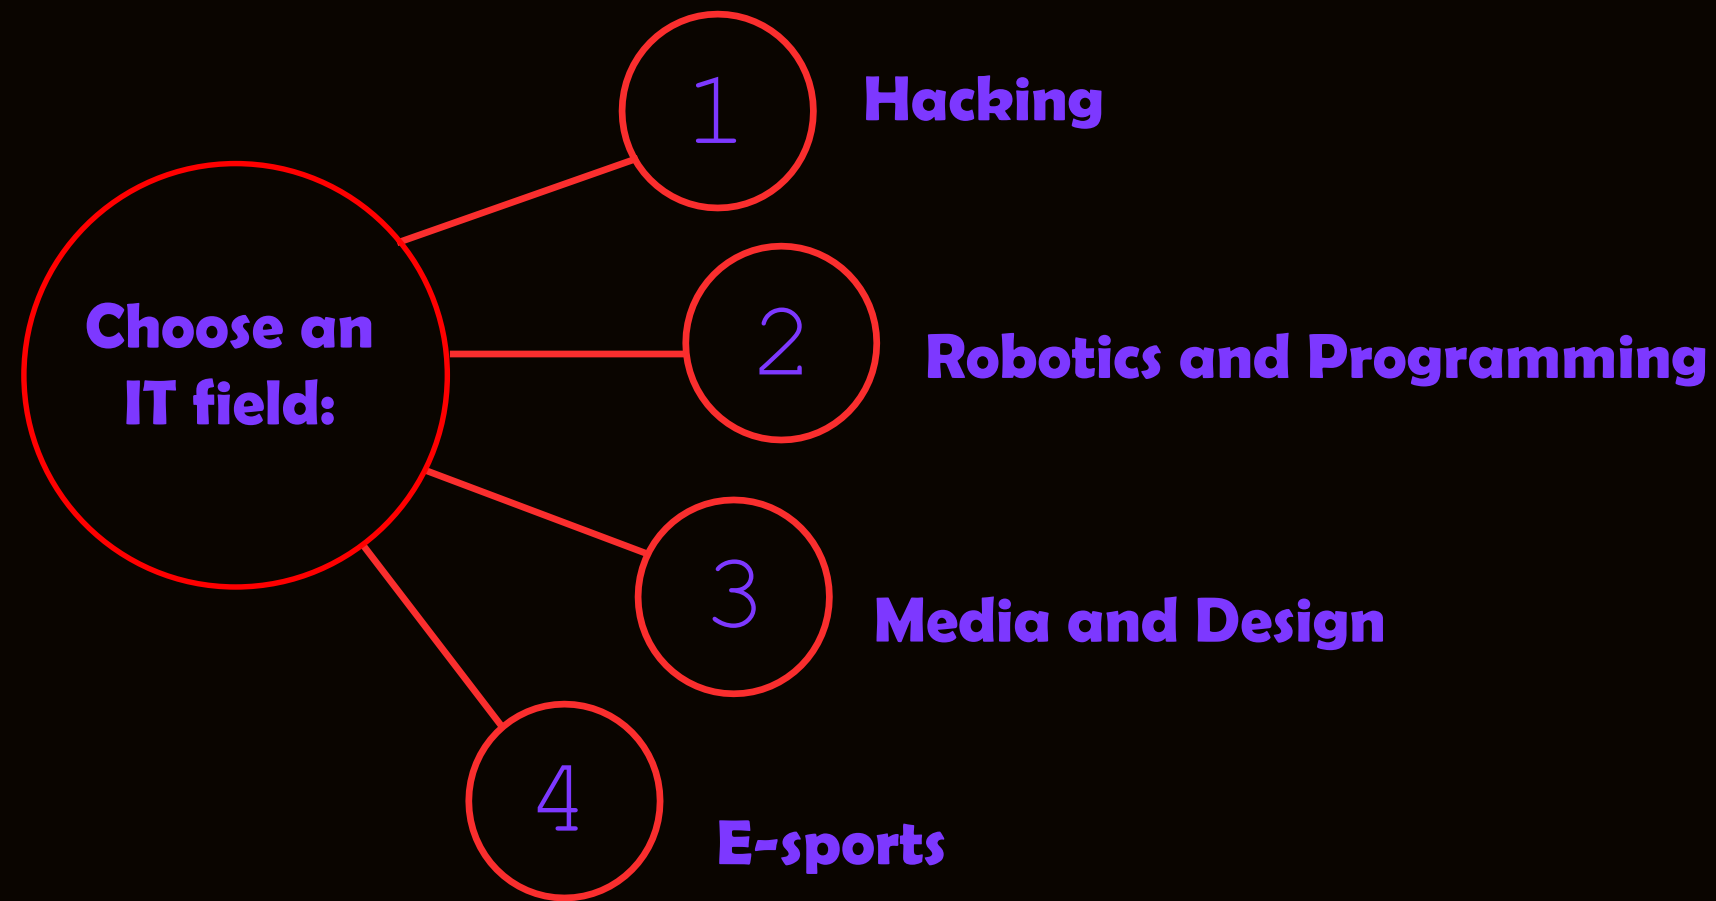 Choose an
IT field:
1
Hacking
2
Robotics and Programming
3
Media and Design
4
E-sports